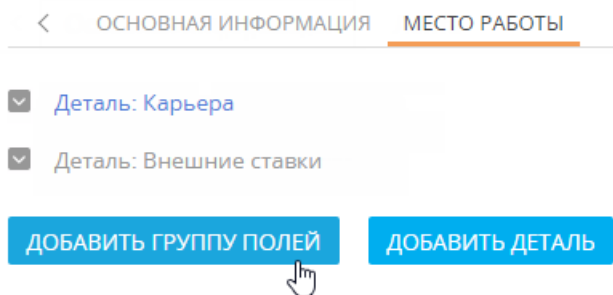 ОСНОВНАЯ ИНФОРМАЦИЯ МЕСТО РАБОТЫ
Деталь: Карьера
Деталь: Внешние ставки
ДОБАВИТЬ ГРУППУ ПОЛЕЙ ДОБАВИТЬ ДЕТАЛЬ